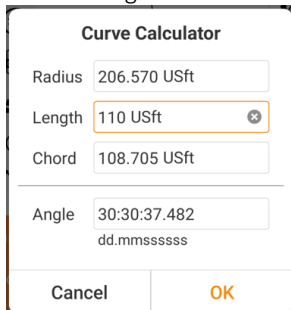 Curve Calculator
Radius 206.570 USft
Length 110 USft
Chord 108.705 USft
Angle 30:30:37.482
dd.mmssssss
Cancel OK